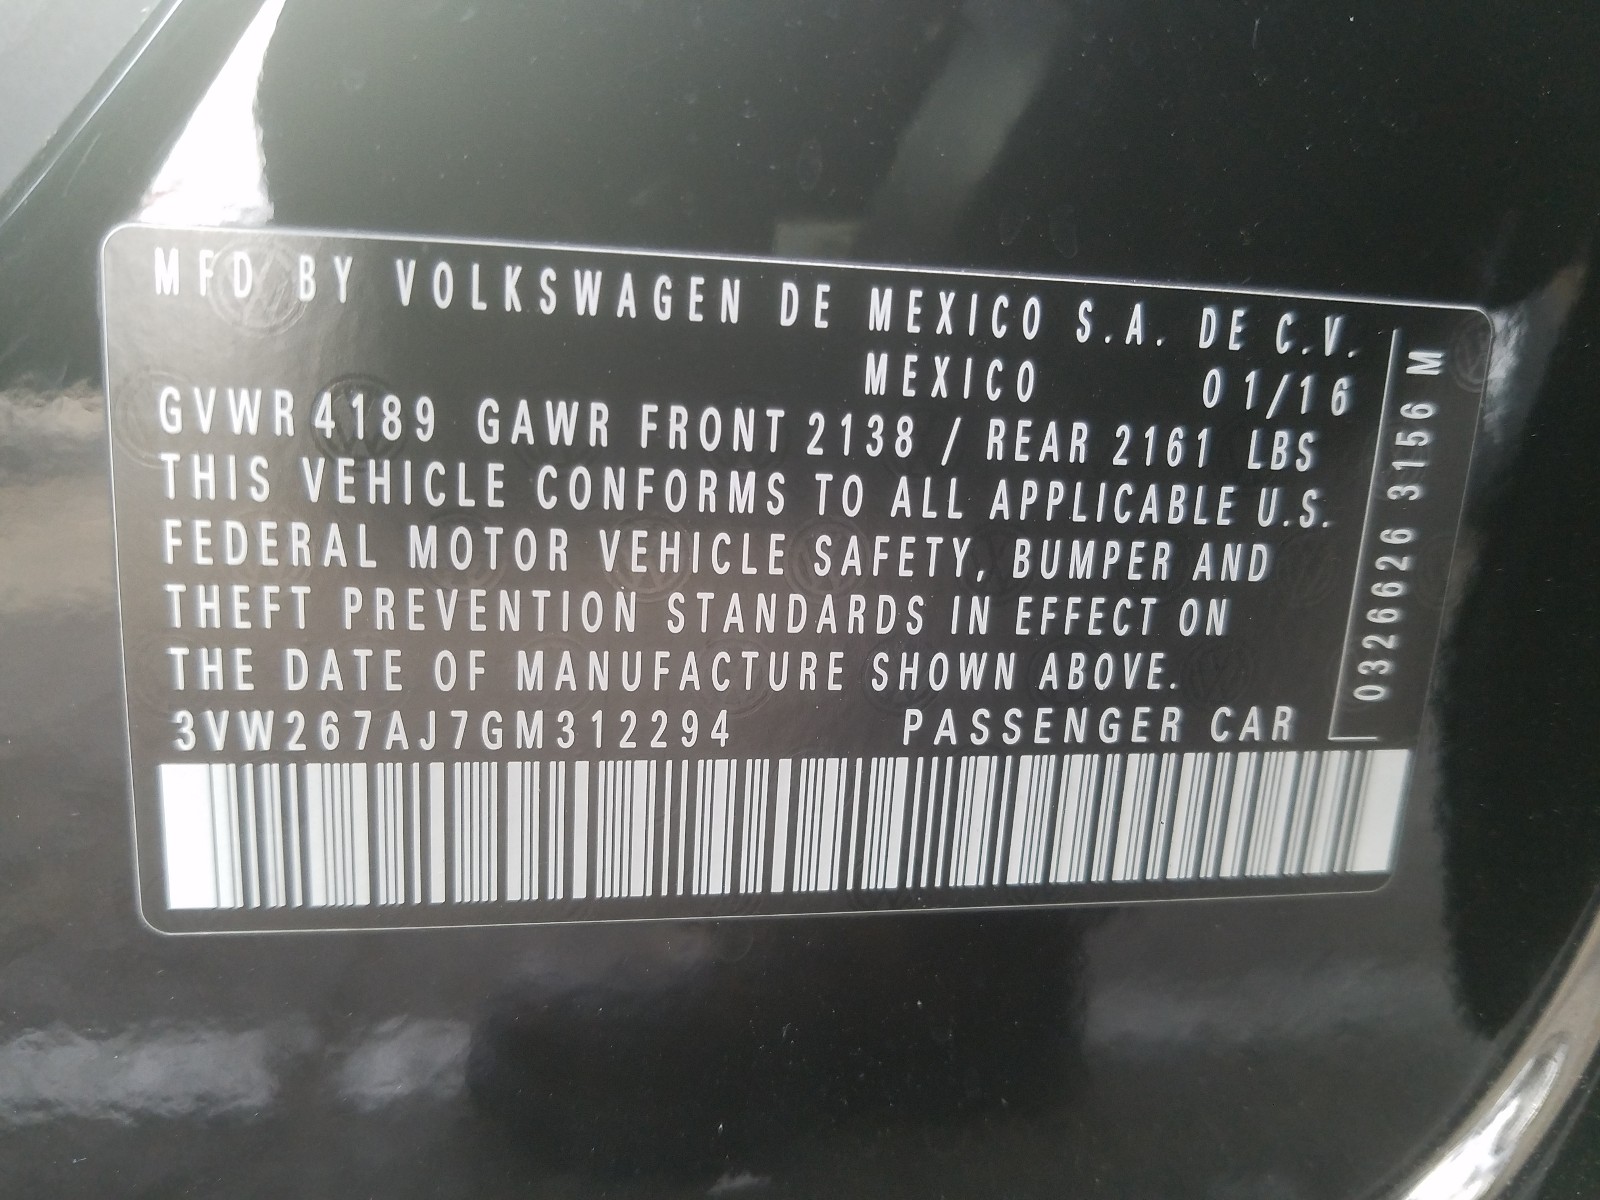 MFD BY VOLKSWAGEN DE MEXICO S.A. DE C.V.
MEXICO 01/16
GVWR 4189 GAWR FRONT 2138 / REAR 2161 LBS
THIS VEHICLE CONFORMS TO ALL APPLICABLE U.S.
FEDERAL MOTOR VEHICLE SAFETY, BUMPER AND
THEFT PREVENTION STANDARDS IN EFFECT ON
THE DATE OF MANUFACTURE SHOWN ABOVE.
3VW267AJ7GM312294 PASSENGER CAR
0326626 3156 M